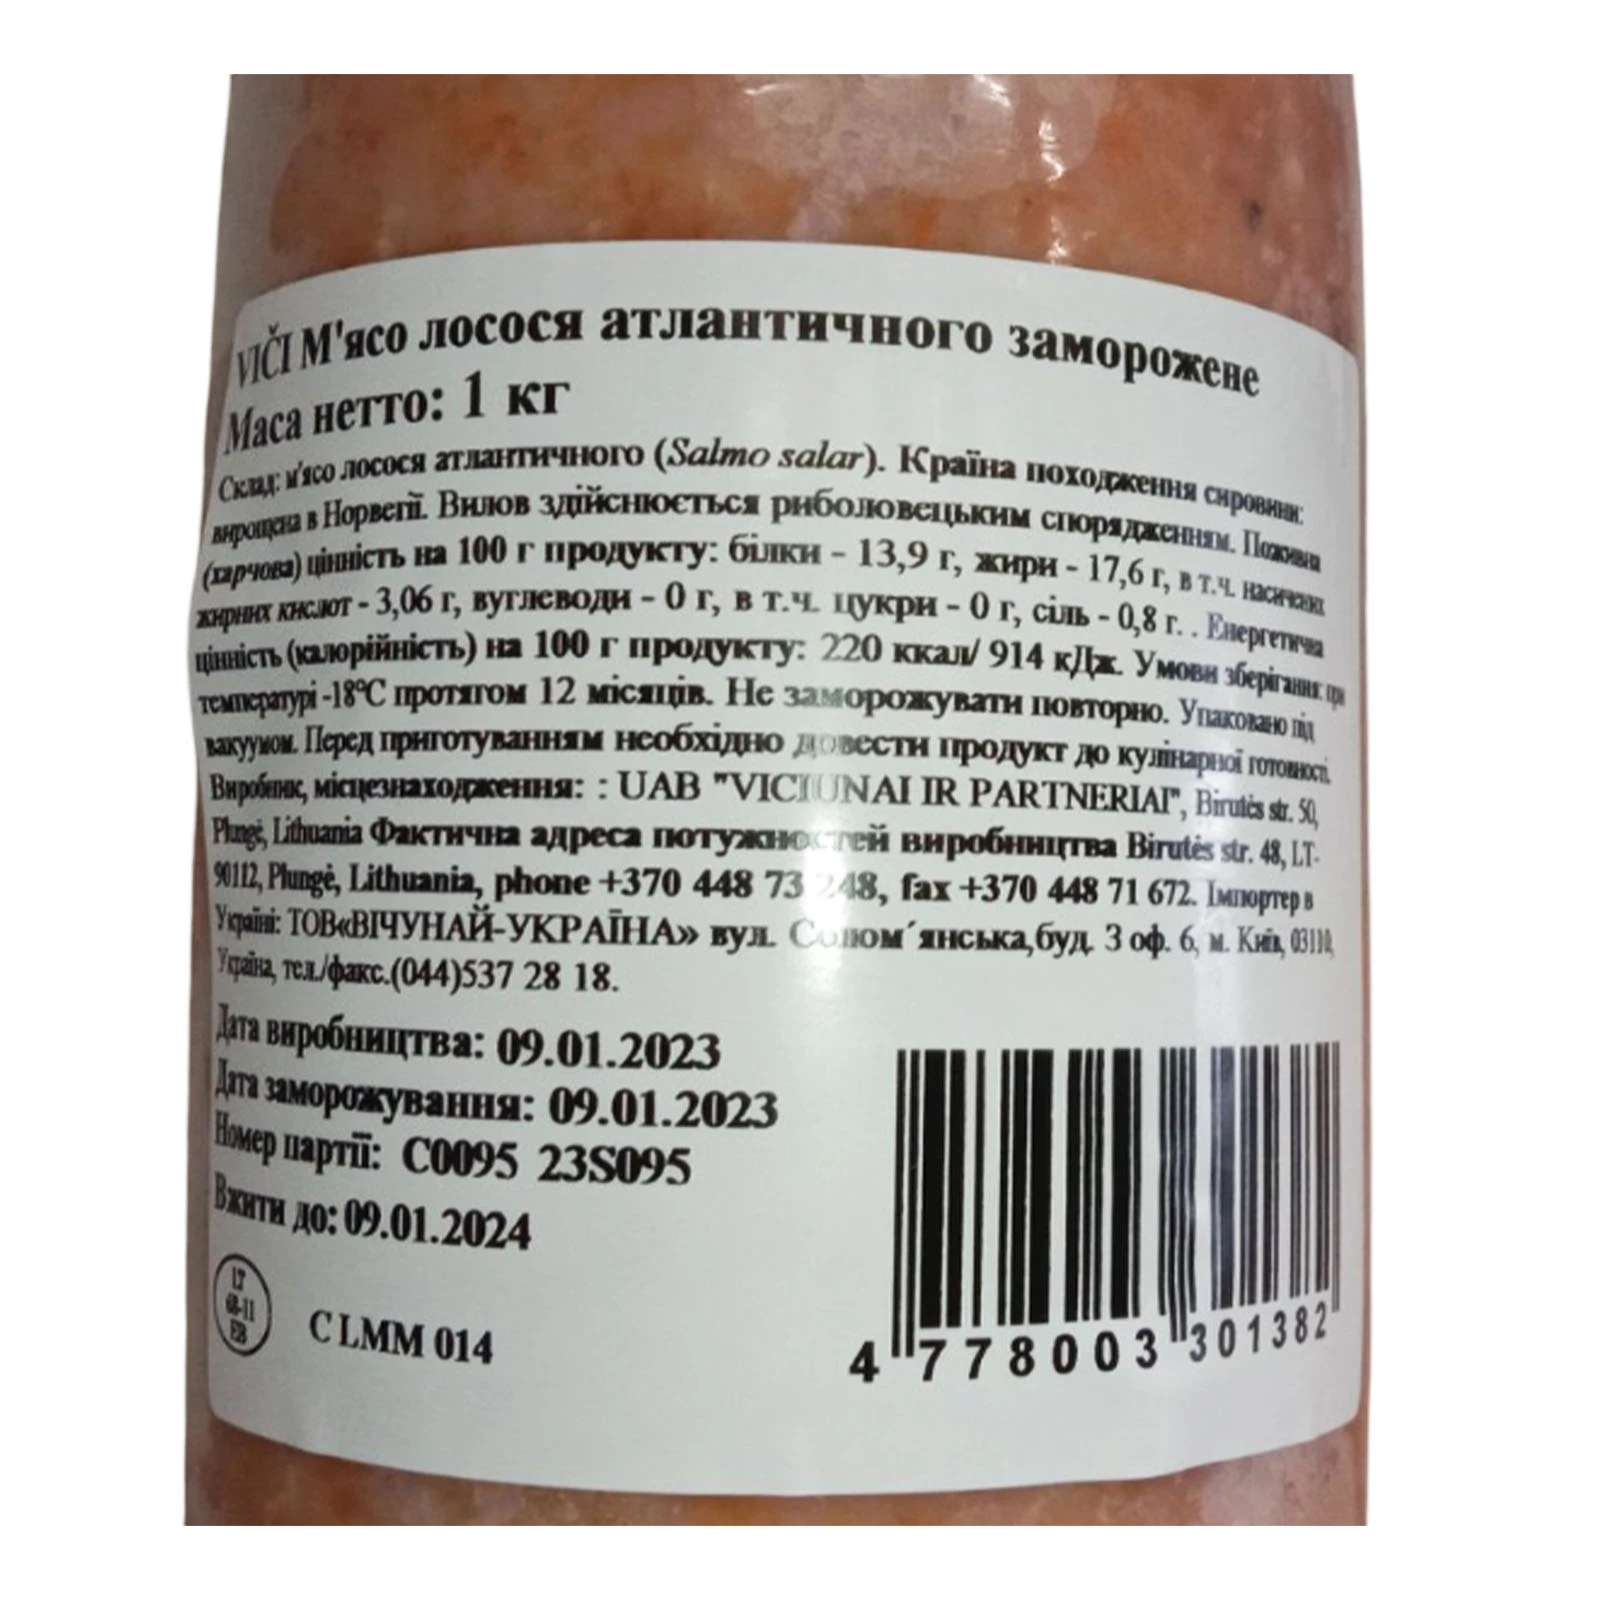 VIČI М'ясо лосося атлантичного заморожене
Маса нетто: 1 кг
Склад: м'ясо лосося атлантичного (Salmo salar). Країна походження сировини:
вирощена в Норвегії. Вилов здійснюється риболовецьким спорядженням. Поживна
(харчова) цінність на 100 г продукту: білки - 13,9 г, жири - 17,6 г, в т.ч. насичених
жирних кислот - 3,06 г, вуглеводи - 0 г, в т.ч. цукри - 0 г, сіль - 0,8 г. . Енергетична
цінність (калорійність) на 100 г продукту: 220 ккал/ 914 кДж. Умови зберігання: при
температурі -18°C протягом 12 місяців. Не заморожувати повторно. Упаковано під
вакуумом. Перед приготуванням необхідно довести продукт до кулінарної готовності.
Виробник, місцезнаходження: : UAB "VICIUNAI IR PARTNERIAI", Birutės str. 50,
Plungė, Lithuania Фактична адреса потужностей виробництва Birutės str. 48, LT-
90112, Plungė, Lithuania, phone +370 448 73 248, fax +370 448 71 672. Імпортер в
Україні: ТОВ«ВІЧУНАЙ-УКРАЇНА» вул. Солом´янська,буд. 3 оф. 6, м. Київ, 03110,
Україна, тел./факс.(044)537 28 18.
Дата виробництва: 09.01.2023
Дата заморожування: 09.01.2023
Номер партії: C0095 23S095
Вжити до: 09.01.2024
LT
68-11
EB
C LMM 014
4 778003 301382